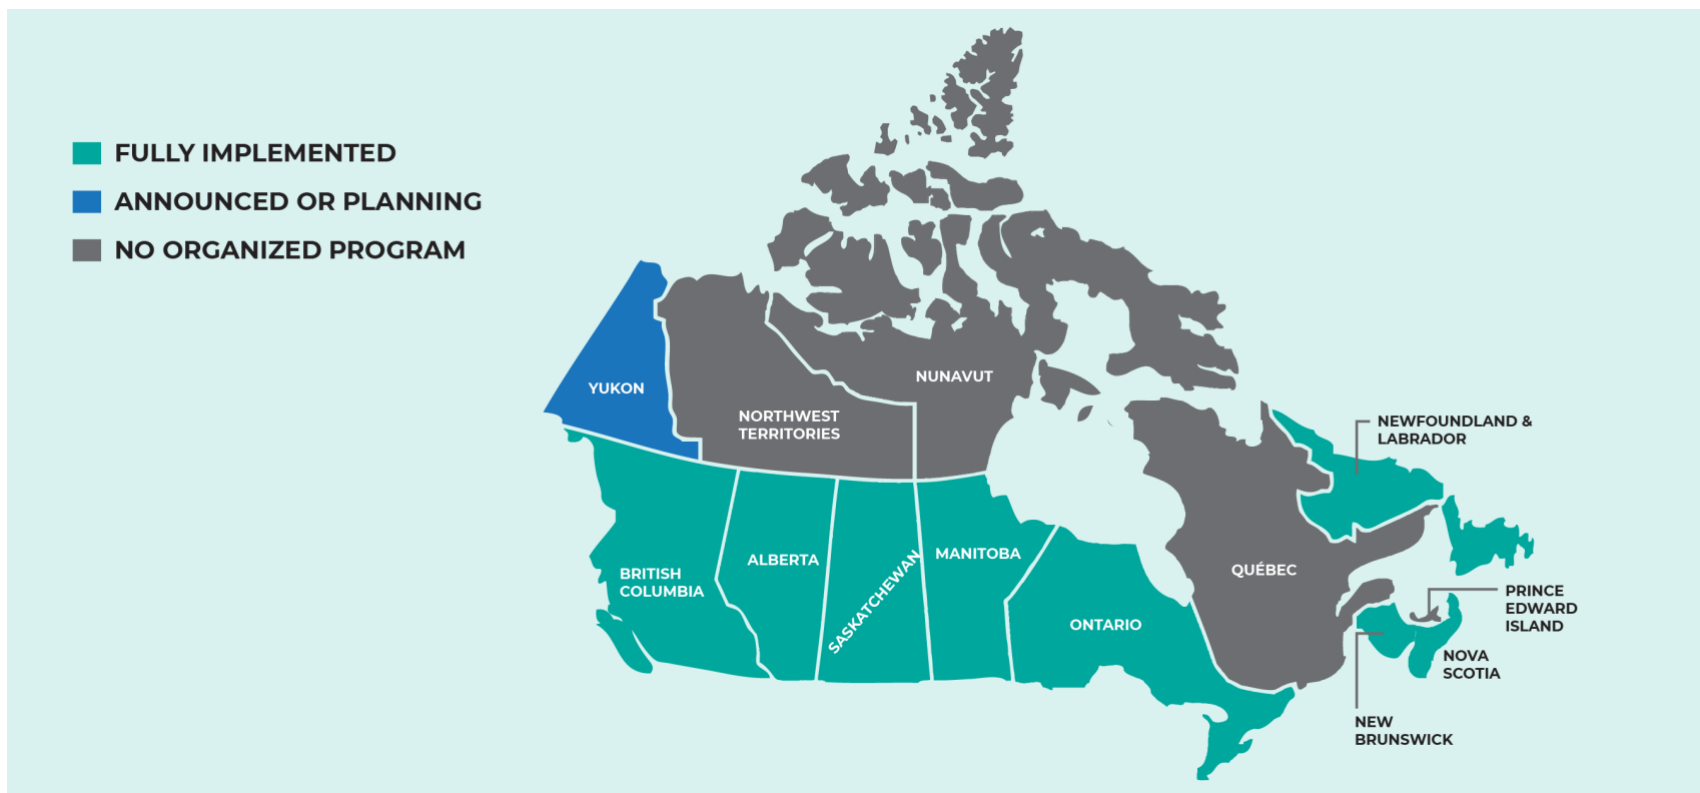 FULLY IMPLEMENTED
ANNOUNCED OR PLANNING
NO ORGANIZED PROGRAM
YUKON
NORTHWEST
TERRITORIES
NUNAVUT
BRITISH
COLUMBIA
ALBERTA
SASKATCHEWAN
MANITOBA
ONTARIO
QUÉBEC
NEWFOUNDLAND &
LABRADOR
PRINCE
EDWARD
ISLAND
NOVA
SCOTIA
NEW
BRUNSWICK